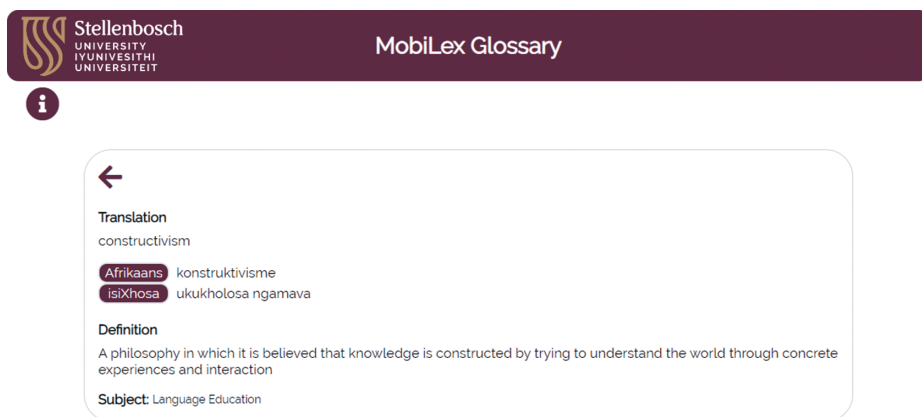 Stellenbosch
UNIVERSITY
IYUNIVESITHI
UNIVERSITEIT
MobiLex Glossary
i
Translation
constructivism
Afrikaans konstruktivisme
isiXhosa ukukholosa ngamava
Definition
A philosophy in which it is believed that knowledge is constructed by trying to understand the world through concrete
experiences and interaction
Subject: Language Education